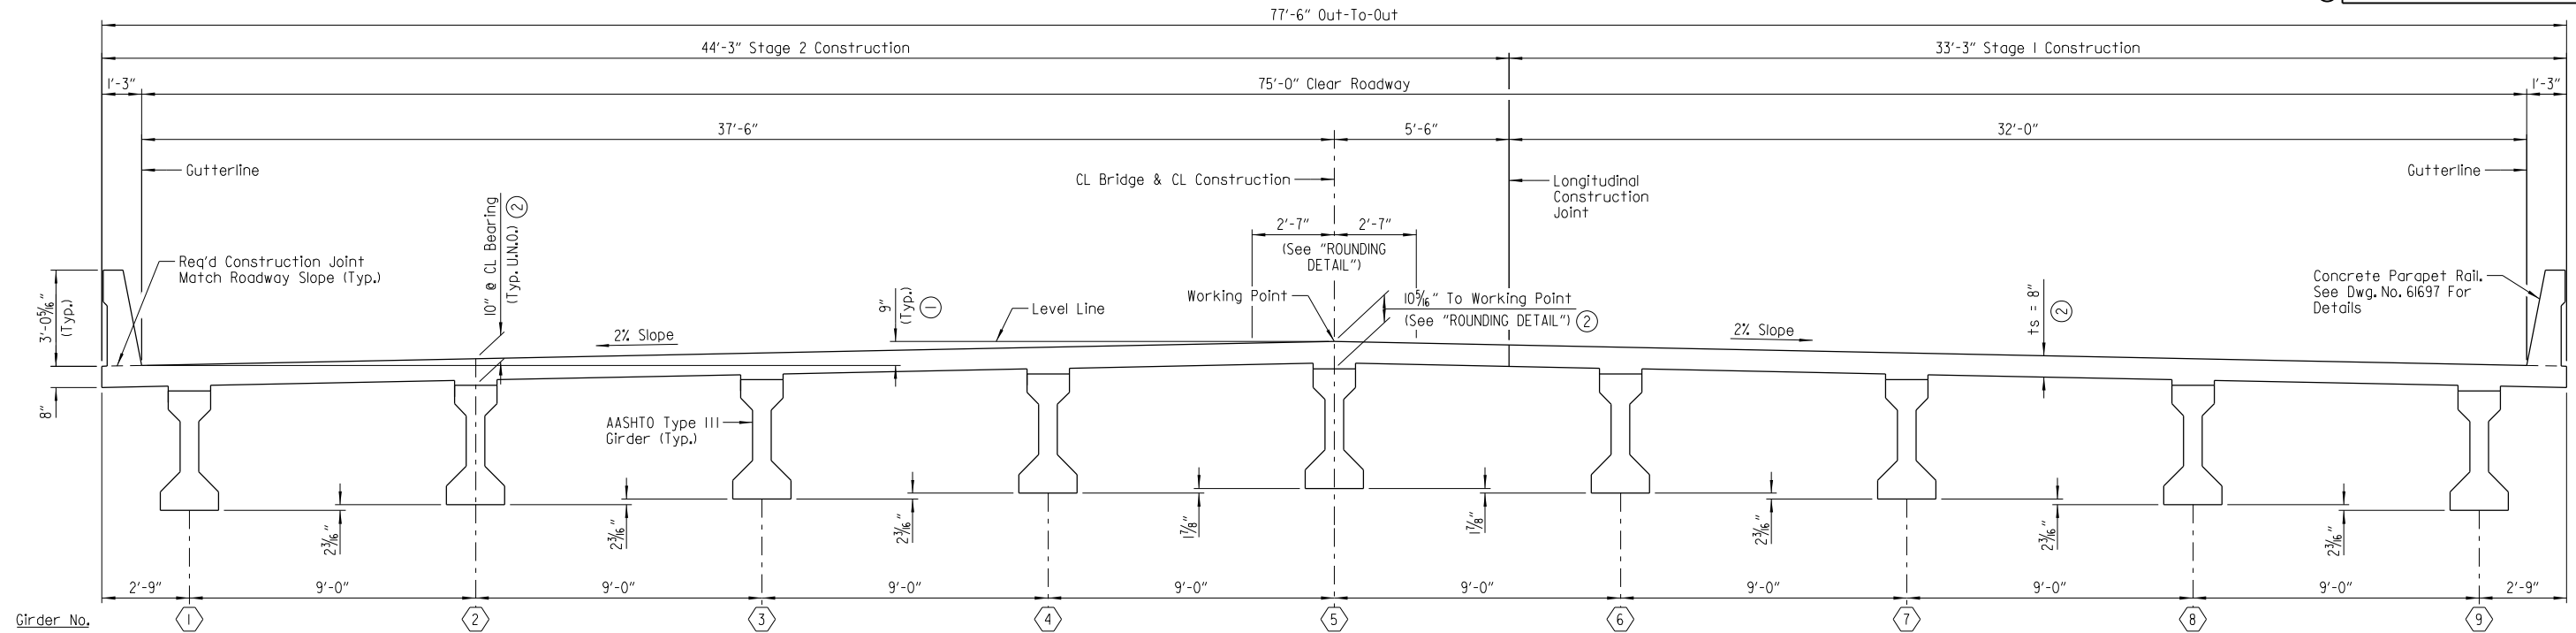 77'-6" Out-To-Out
44'-3" Stage 2 Construction
33'-3" Stage 1 Construction
1'-3"
75'-0" Clear Roadway
1'-3"
37'-6"
5'-6"
32'-0"
Gutterline
CL Bridge & CL Construction
Longitudinal
Construction
Joint
Gutterline
10" @ CL Bearing
(Typ. U.N.O.) 2
2'-7"
2'-7"
(See "ROUNDING
DETAIL")
Req'd Construction Joint
Match Roadway Slope (Typ.)
3'-0 5/16"
(Typ.)
9"
(Typ.) 1
Level Line
Working Point
10 5/16" To Working Point
(See "ROUNDING DETAIL") 2
ts = 8"
2
Concrete Parapet Rail.
See Dwg. No. 61697 For
Details
2% Slope
2% Slope
8"
AASHTO Type III
Girder (Typ.)
2 3/16"
2 3/16"
2 3/16"
1 7/8"
1 7/8"
2 3/16"
2 3/16"
2 3/16"
2'-9"
9'-0"
9'-0"
9'-0"
9'-0"
9'-0"
9'-0"
9'-0"
9'-0"
2'-9"
Girder No.
1
2
3
4
5
6
7
8
9